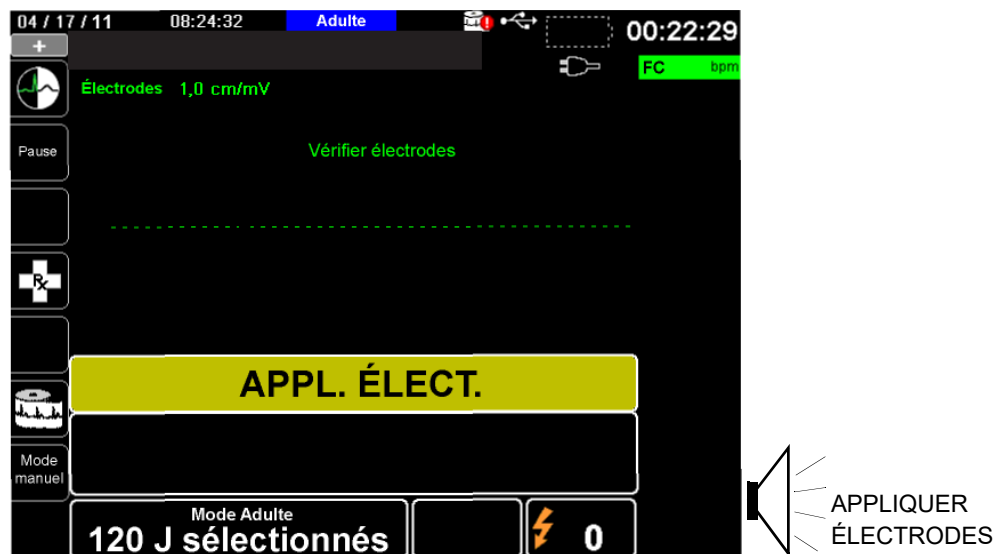 04 / 17 / 11 08:24:32 Adulte 00:22:29
+
FC bpm
Électrodes 1,0 cm/mV
Pause
Vérifier électrodes
Rx
APPL. ÉLECT.
Mode
manuel
Mode Adulte
120 J sélectionnés 0
APPLIQUER
ÉLECTRODES